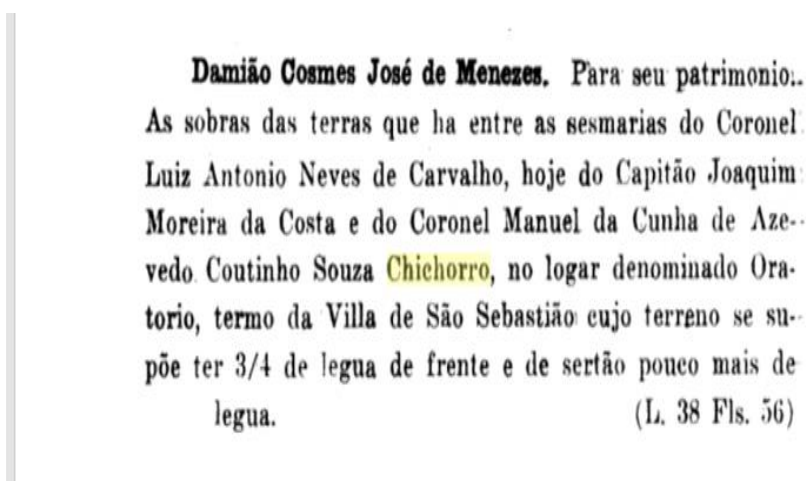 Damião Cosmes José de Menezes. Para seu patrimonio.
As sobras das terras que ha entre as sesmarias do Coronel
Luiz Antonio Neves de Carvalho, hoje do Capitão Joaquim
Moreira da Costa e do Coronel Manuel da Cunha de Aze-
vedo Coutinho Souza Chichorro, no logar denominado Ora-
torio, termo da Villa de São Sebastião cujo terreno se su-
põe ter 3/4 de legua de frente e de sertão pouco mais de
legua. (L. 38 Fls. 56)